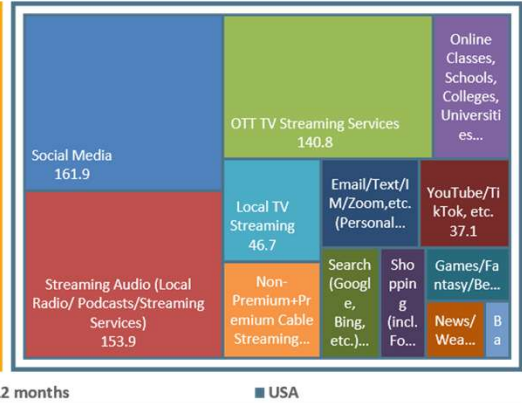 Social Media
161.9
OTT TV Streaming Services
140.8
Online
Classes,
Schools,
Colleges,
Universiti
es...
Streaming Audio (Local
Radio/ Podcasts/Streaming
Services)
153.9
Local TV
Streaming
46.7
Email/Text/I
M/Zoom,etc.
(Personal...
YouTube/Ti
kTok, etc.
37.1
Non-
Premium+Pr
emium Cable
Streaming...
Search
(Googl
e,
Bing,
etc.)...
Sho
ppin
g
(incl.
Fo...
Games/Fa
ntasy/Be...
News/
Wea...
B
a
2 months
USA